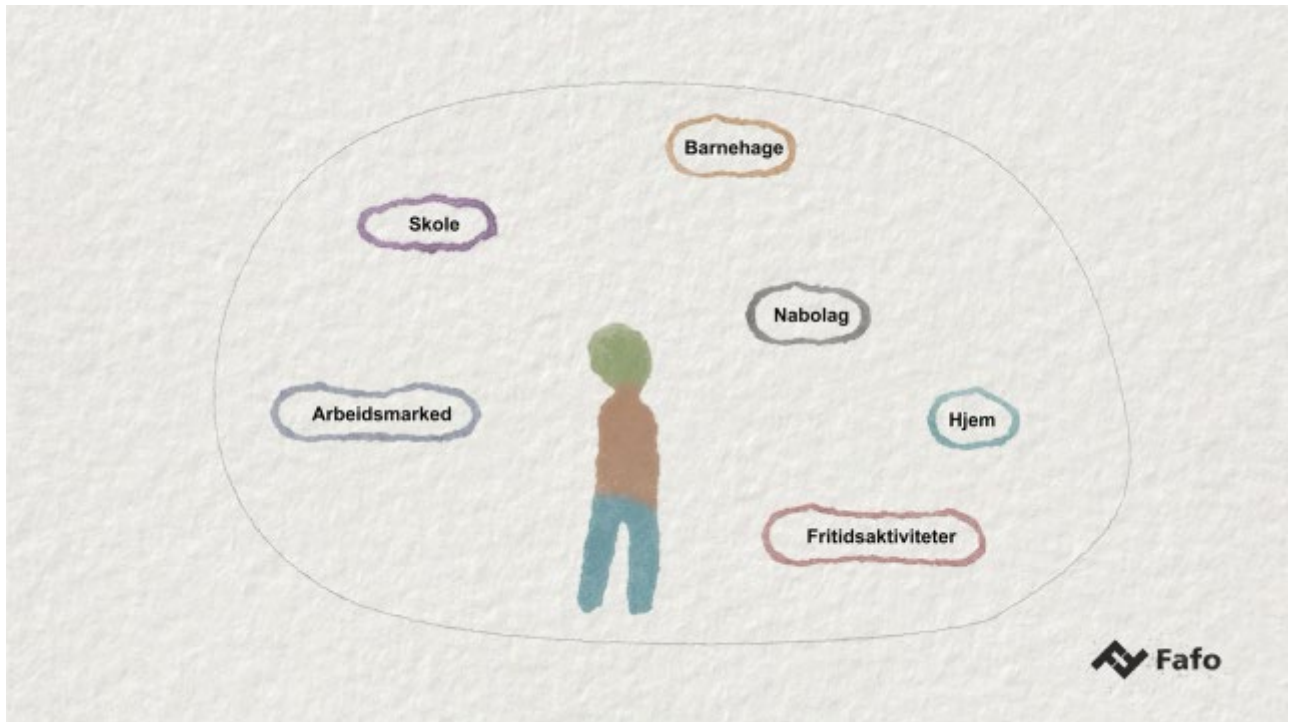 Barnehage
Skole
Nabolag
Arbeidsmarked
Hjem
Fritidsaktiviteter
Fafo